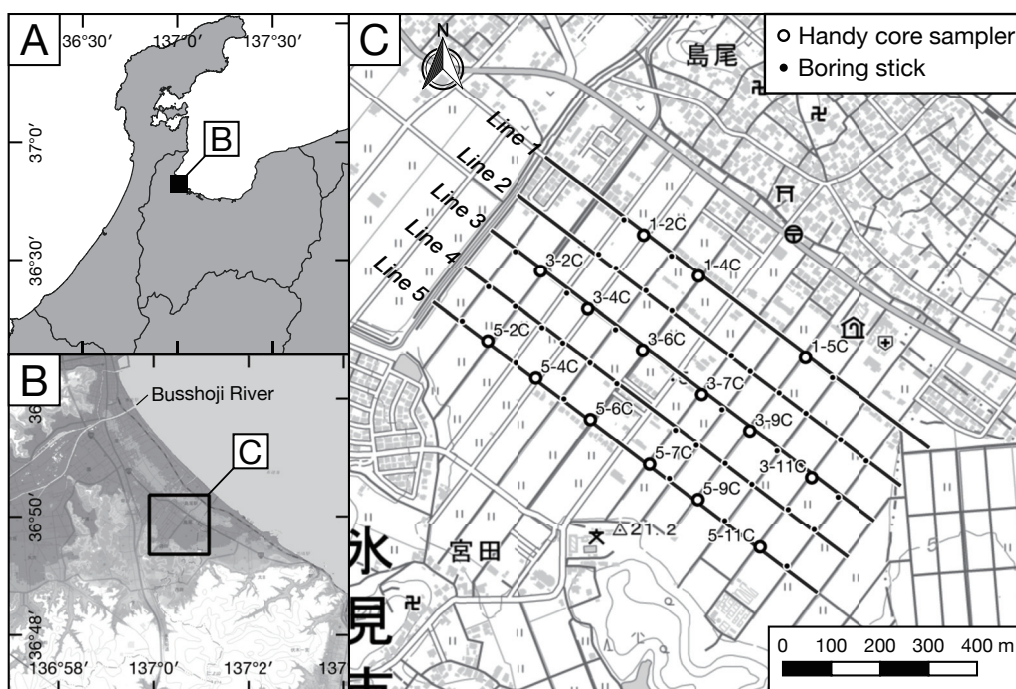 A
136°30′
137°0′
137°30′
37°0′
36°30′
B
B
Busshoji River
C
36°50′
36°48′
136°58′
137°0′
137°2′
C
N
島尾
Handy core sampler
Boring stick
Line 1
Line 2
Line 3
Line 4
Line 5
1-2C
1-4C
1-5C
3-2C
3-4C
3-6C
3-7C
3-9C
3-11C
5-2C
5-4C
5-6C
5-7C
5-9C
5-11C
宮田
21.2
氷
見
0 100 200 300 400 m